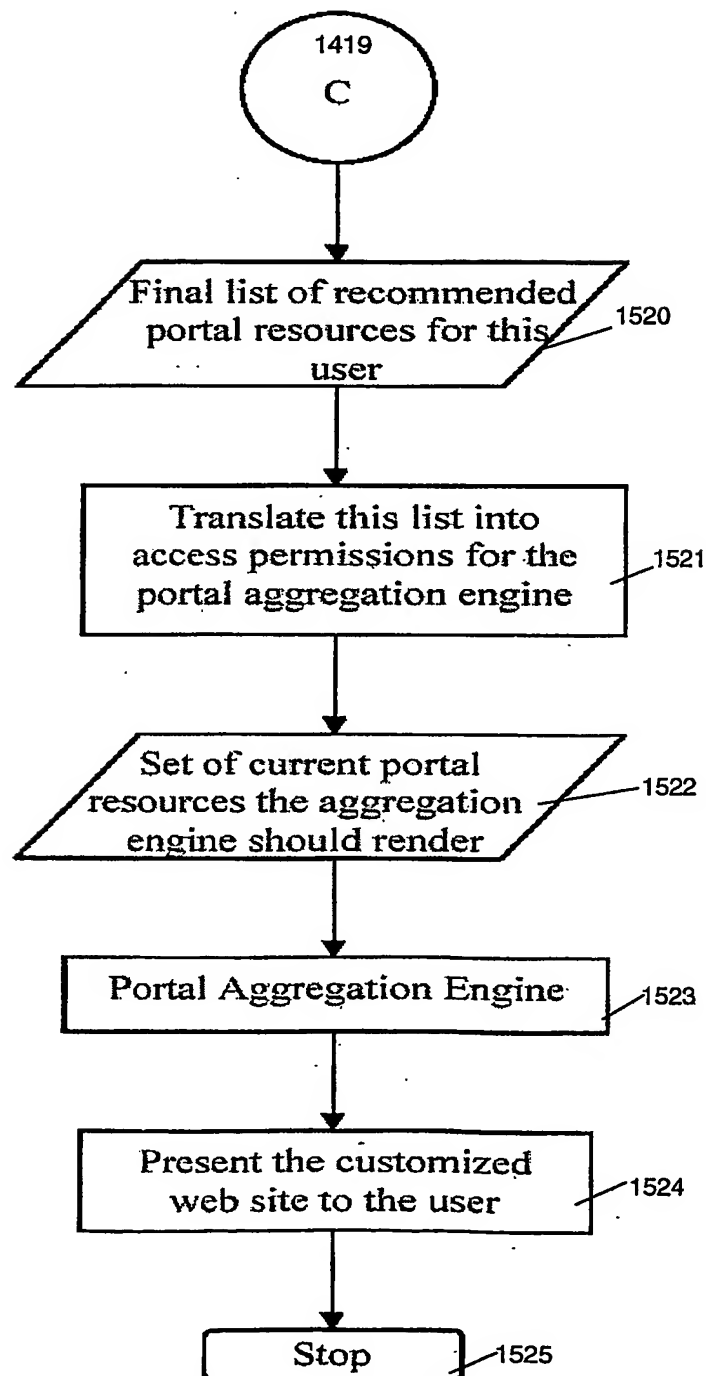 1419
C
Final list of recommended
portal resources for this
user
1520
Translate this list into
access permissions for the
portal aggregation engine
1521
Set of current portal
resources the aggregation
engine should render
1522
Portal Aggregation Engine
1523
Present the customized
web site to the user
1524
Stop
1525